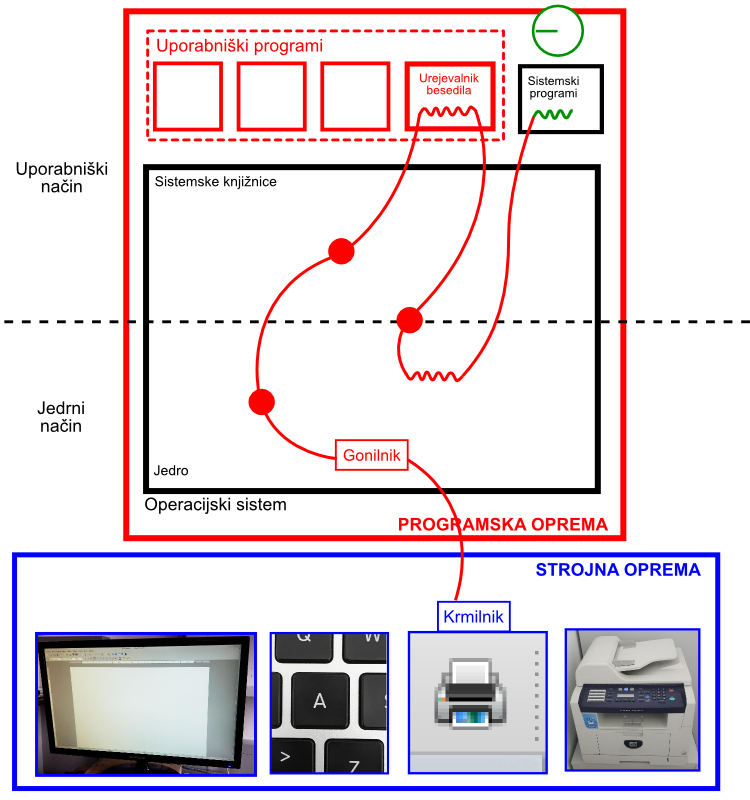 Uporabniški programi
Urejevalnik
besedila
Sistemski
programi
Uporabniški
način
Sistemske knjižnice
Jedrni
način
Gonilnik
Jedro
Operacijski sistem
PROGRAMSKA OPREMA
STROJNA OPREMA
Krmilnik
Q
W
A
S
>
Z